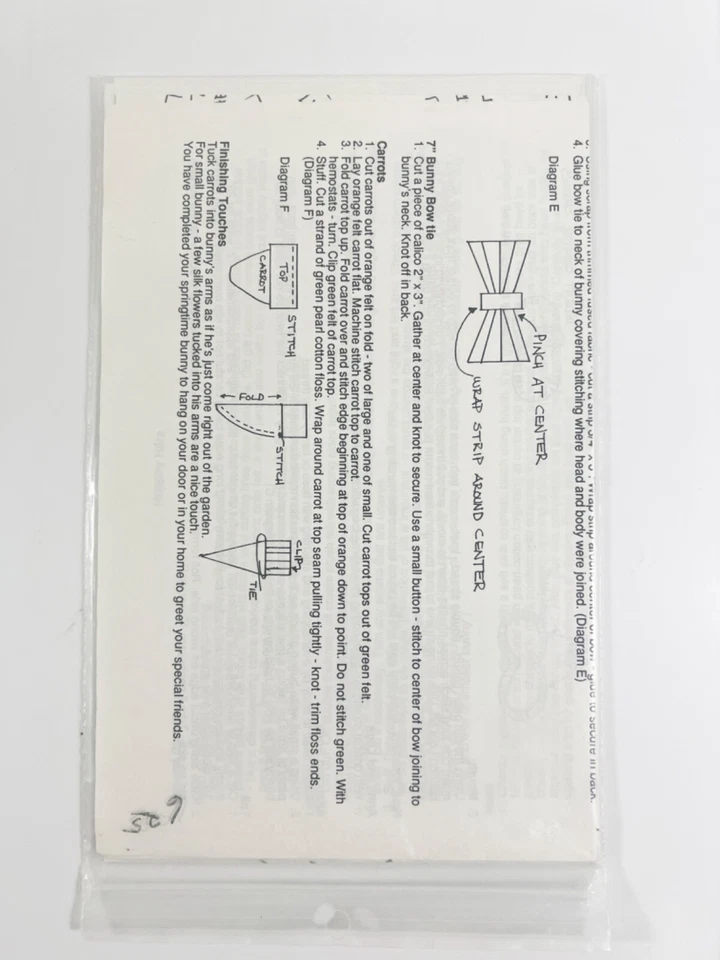 4. Glue bow tie to neck of bunny covering stitching where head and body were joined. (Diagram E)
Diagram E
PINCH AT CENTER
WRAP STRIP AROUND CENTER
7" Bunny Bow tie
1. Cut a piece of calico 2" x 3". Gather at center and knot to secure. Use a small button - stitch to center of bow joining to
bunny's neck. Knot off in back.
Carrots
1. Cut carrots out of orange felt on fold - two of large and one of small. Cut carrot tops out of green felt.
2. Lay orange felt carrot flat. Machine stitch carrot top to carrot.
3. Fold carrot top up. Fold carrot over and stitch edge beginning at top of orange down to point. Do not stitch green. With
hemostats - turn. Clip green felt of carrot top.
4. Stuff. Cut a strand of green pearl cotton floss. Wrap around carrot at top seam pulling tightly - knot - trim floss ends.
(Diagram F)
Diagram F
TOP
CARROT
STITCH
FOLD
STITCH
CLIP
TIE
Finishing Touches
Tuck carrots into bunny's arms as if he's just come right out of the garden.
For small bunny - a few silk flowers tucked into his arms are a nice touch.
You have completed your springtime bunny to hang on your door or in your home to greet your special friends.